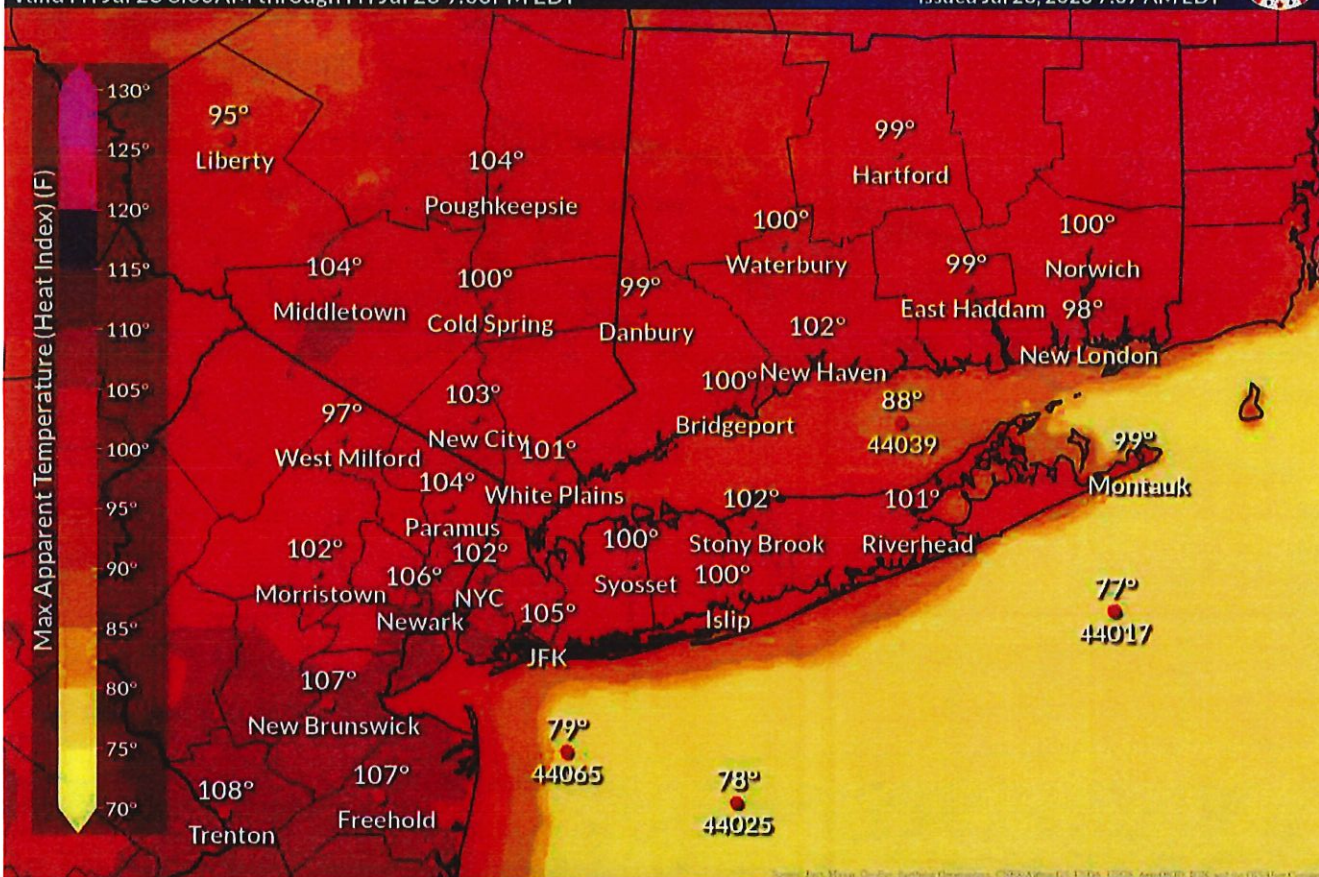 130°
125°
120°
115°
110°
105°
100°
95°
90°
85°
80°
75°
70°
Max Apparent Temperature (Heat Index) (F)
95°
Liberty
104°
Poughkeepsie
99°
Hartford
104°
Middletown
100°
Cold Spring
99°
Danbury
100°
Waterbury
99°
East Haddam
100°
Norwich
98°
New London
102°
New Haven
100°
Bridgeport
88°
44039
97°
West Milford
103°
New City
101°
White Plains
104°
Paramus
99°
Montauk
102°
Stony Brook
101°
Riverhead
100°
Syosset
100°
Islip
102°
Morristown
106°
Newark
102°
NYC
105°
JFK
77°
44017
107°
New Brunswick
79°
44065
78°
44025
108°
Trenton
107°
Freehold